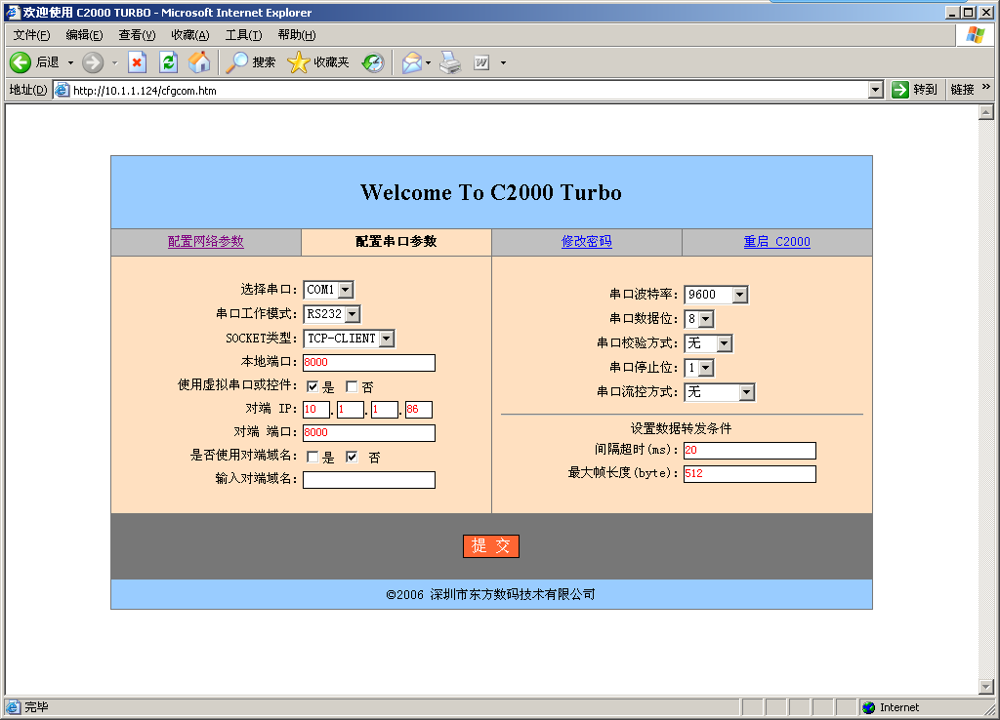 欢迎使用 C2000 TURBO - Microsoft Internet Explorer
文件(F) 编辑(E) 查看(V) 收藏(A) 工具(T) 帮助(H)
后退 搜索 收藏夹
地址(D) http://10.1.1.124/cfgcom.htm 转到 链接 »
Welcome To C2000 Turbo
配置网络参数 配置串口参数 修改密码 重启 C2000
选择串口: COM1
串口工作模式: RS232
SOCKET类型: TCP-CLIENT
本地端口: 8000
使用虚拟串口或控件: 是 否
对端 IP: 10 . 1 . 1 . 86
对端 端口: 8000
是否使用对端域名: 是 否
输入对端域名:
串口波特率: 9600
串口数据位: 8
串口校验方式: 无
串口停止位: 1
串口流控方式: 无
设置数据转发条件
间隔超时(ms): 20
最大帧长度(byte): 512
提 交
©2006 深圳市东方数码技术有限公司
完毕 Internet